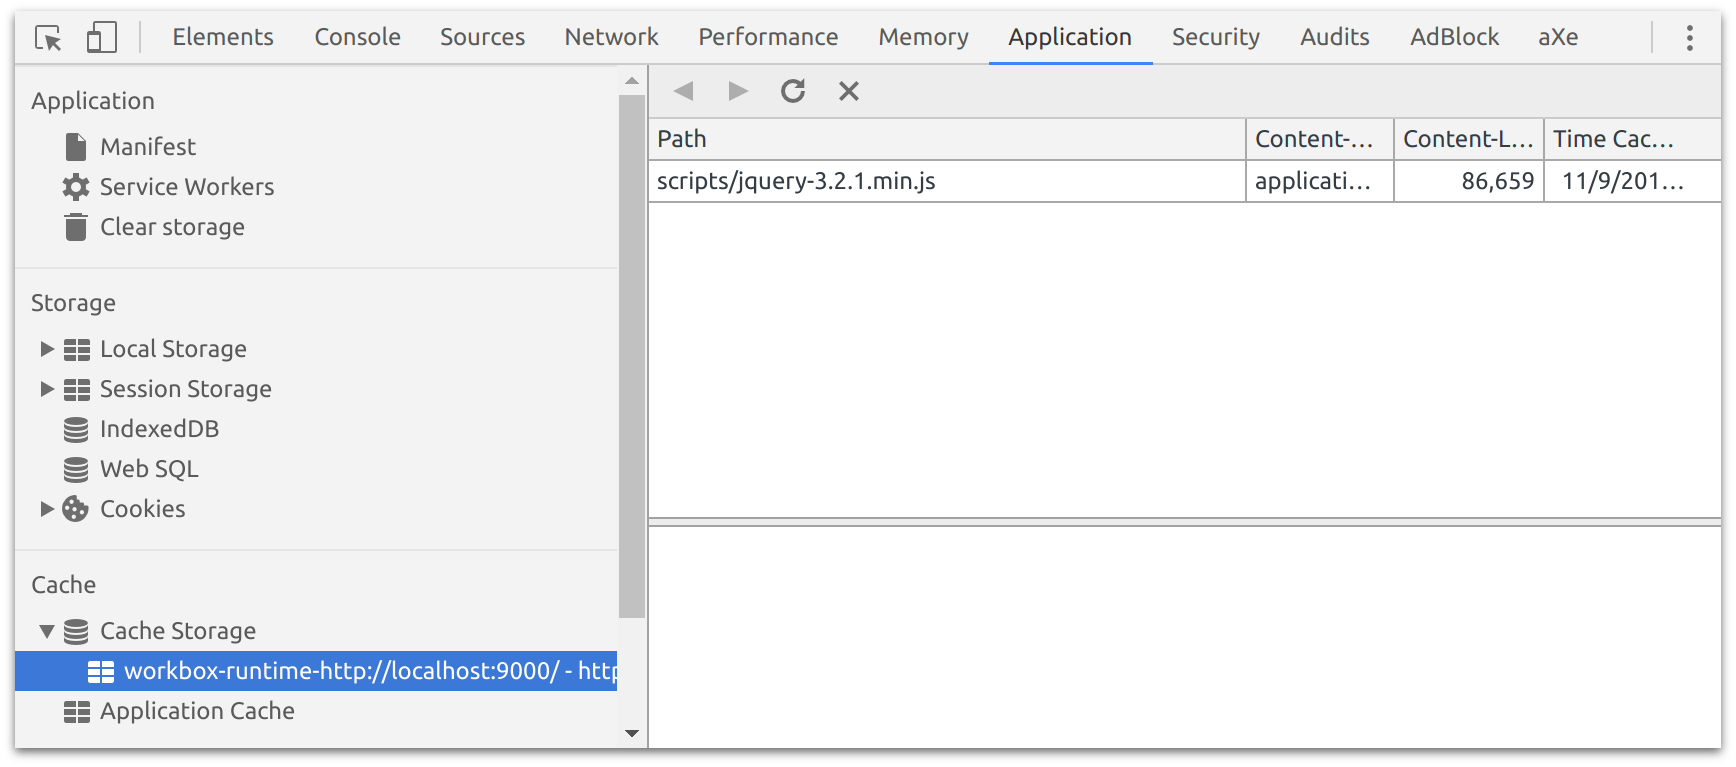 Elements Console Sources Network Performance Memory Application Security Audits AdBlock aXe
Application
Manifest
Service Workers
Clear storage
Storage
Local Storage
Session Storage
IndexedDB
Web SQL
Cookies
Cache
Cache Storage
workbox-runtime-http://localhost:9000/ - http
Application Cache
Path Content-... Content-L... Time Cac...
scripts/jquery-3.2.1.min.js applicati... 86,659 11/9/201...